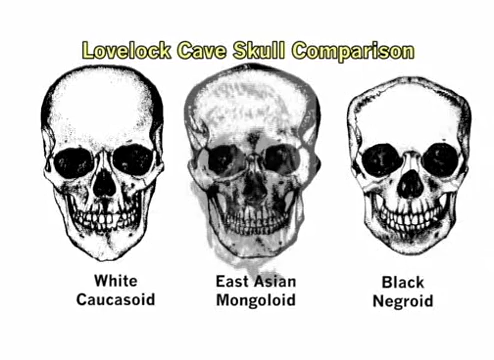 Lovelock Cave Skull Comparison
White
Caucasoid
East Asian
Mongoloid
Black
Negroid